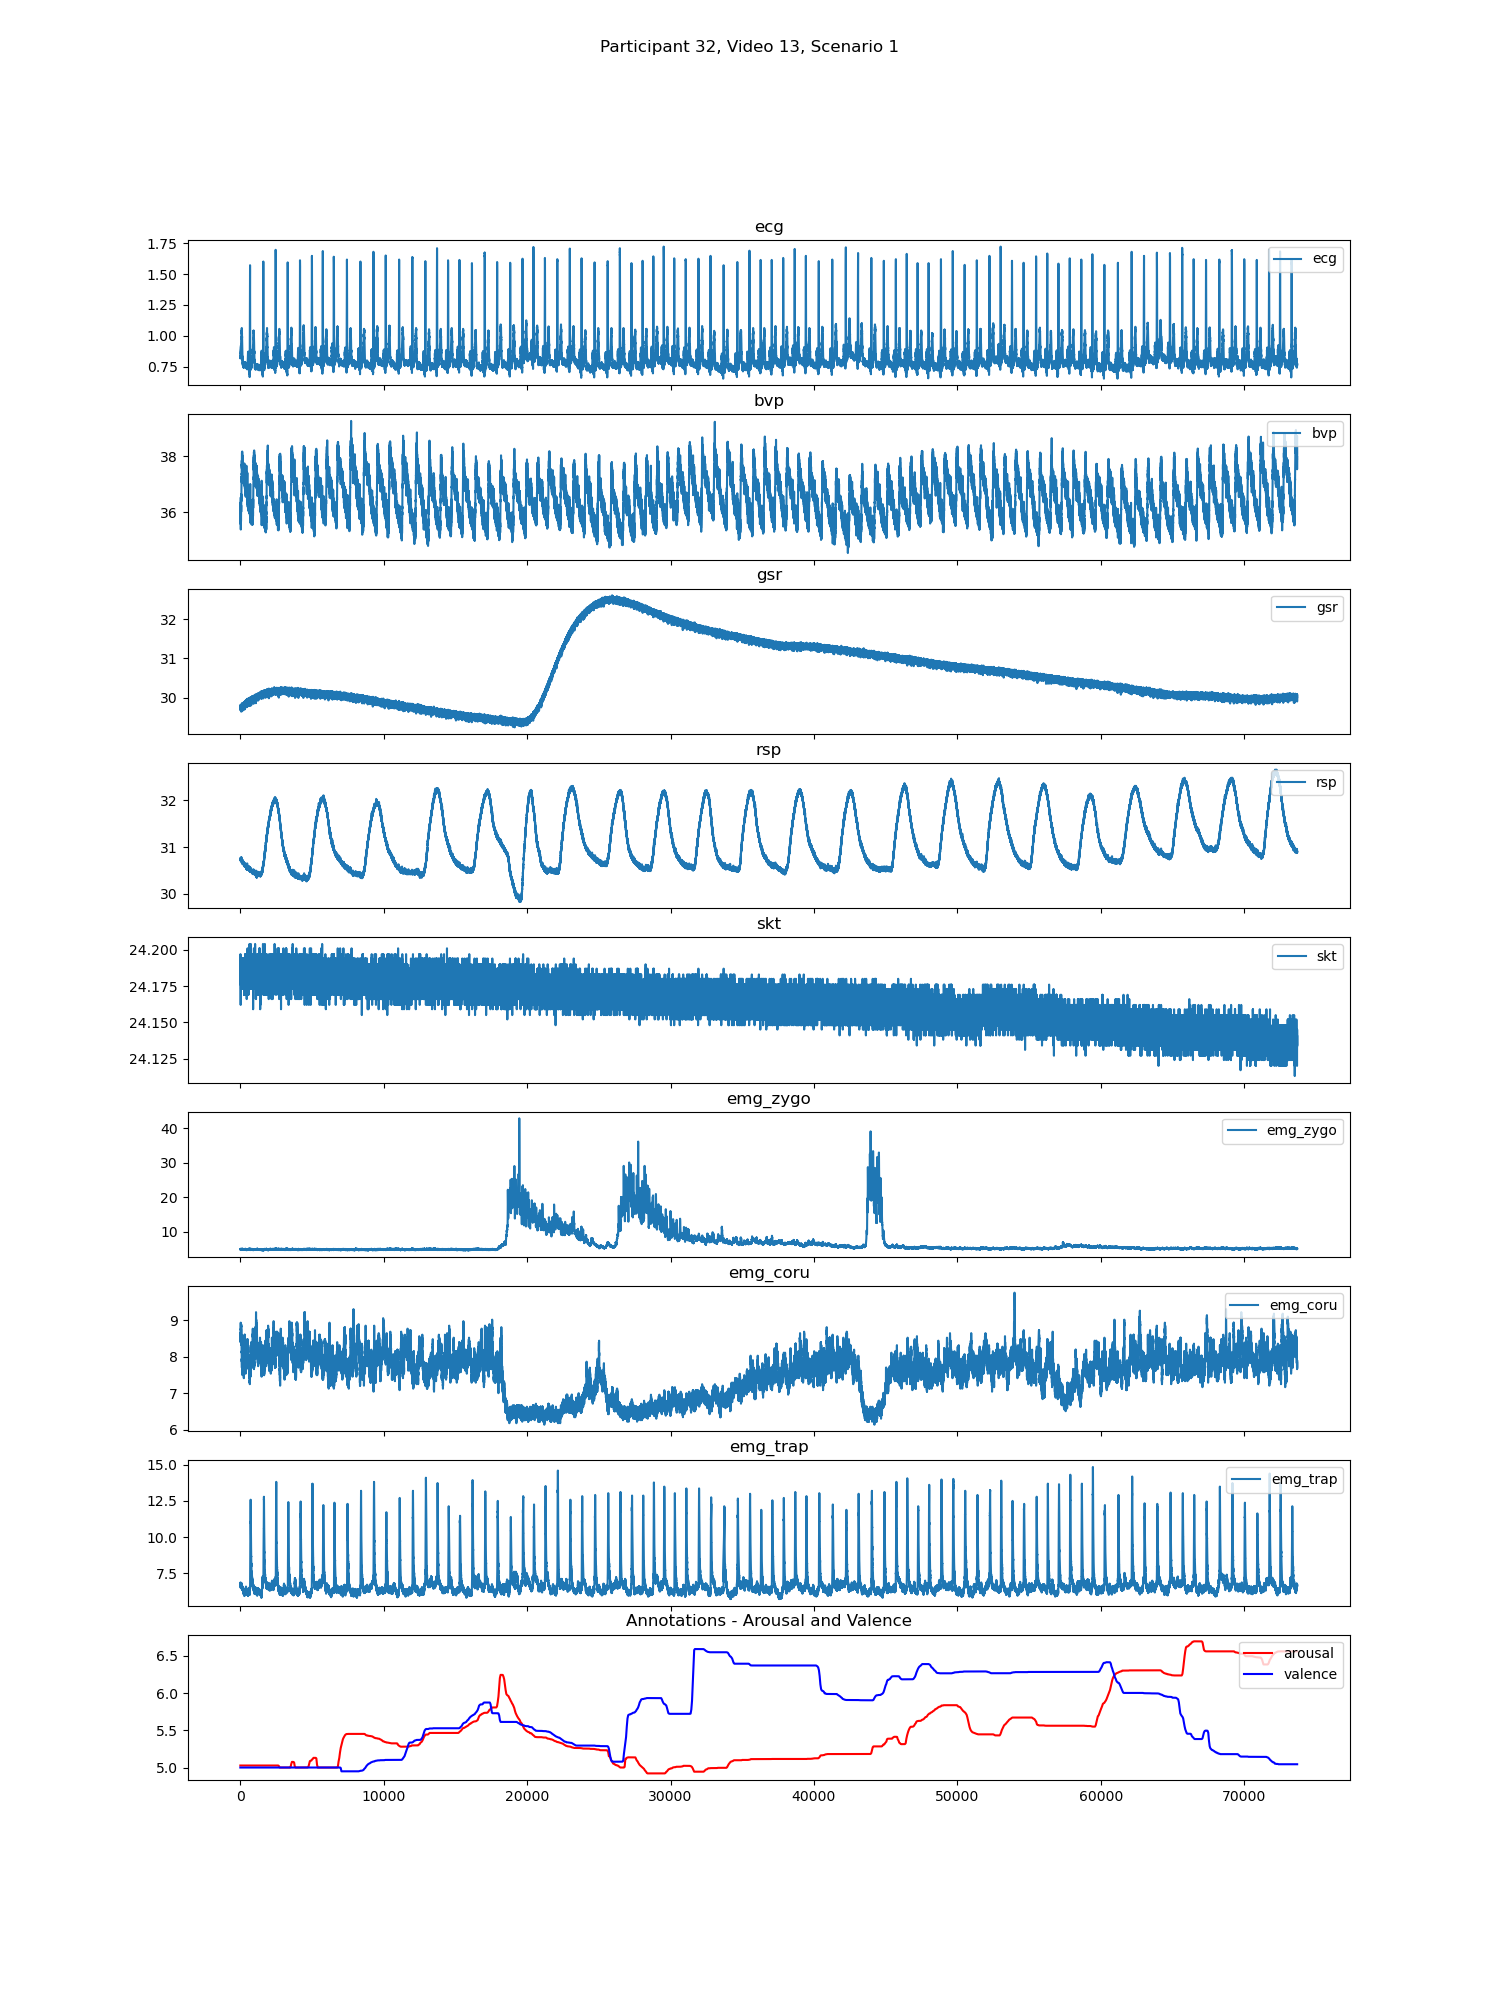 Participant 32, Video 13, Scenario 1
ecg
1.75
1.50
1.25
1.00
0.75
ecg
bvp
38
36
bvp
gsr
32
31
30
gsr
rsp
32
31
30
rsp
skt
24.200
24.175
24.150
24.125
skt
emg_zygo
40
30
20
10
emg_zygo
emg_coru
9
8
7
6
emg_coru
emg_trap
15.0
12.5
10.0
7.5
emg_trap
Annotations - Arousal and Valence
6.5
6.0
5.5
5.0
arousal
valence
0 10000 20000 30000 40000 50000 60000 70000